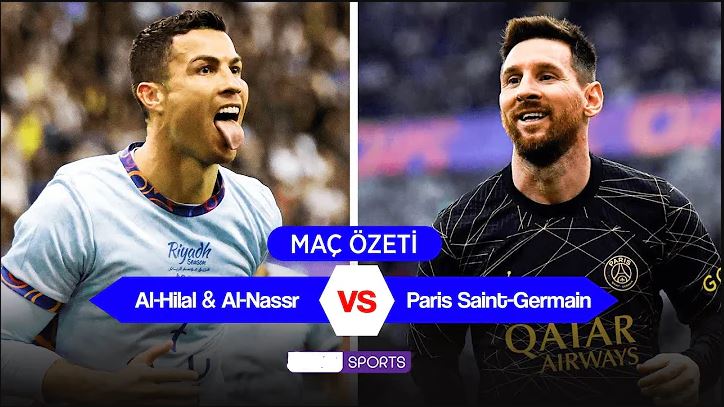 Riyadh
Season
MAÇ ÖZETİ
Al-Hilal & Al-Nassr
VS
Paris Saint-Germain
PARIS
QATAR
AIRWAYS
SPORTS